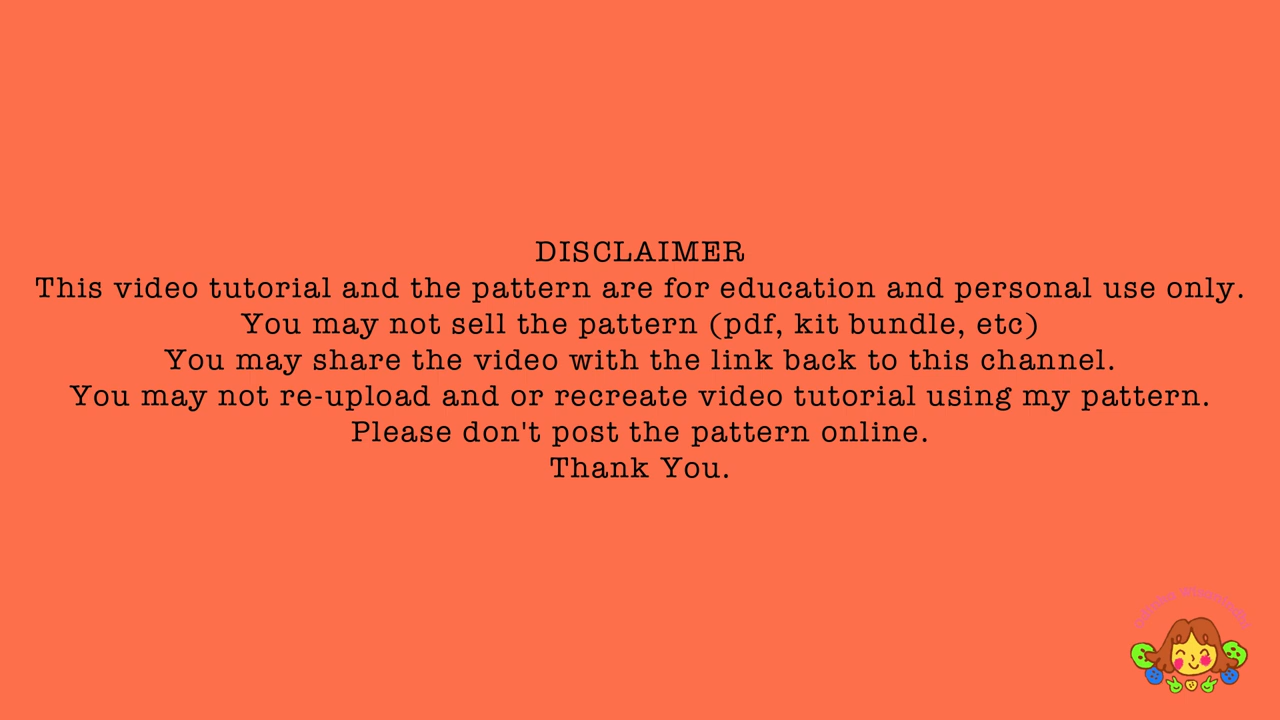 DISCLAIMER
This video tutorial and the pattern are for education and personal use only.
You may not sell the pattern (pdf, kit bundle, etc)
You may share the video with the link back to this channel.
You may not re-upload and or recreate video tutorial using my pattern.
Please don't post the pattern online.
Thank You.